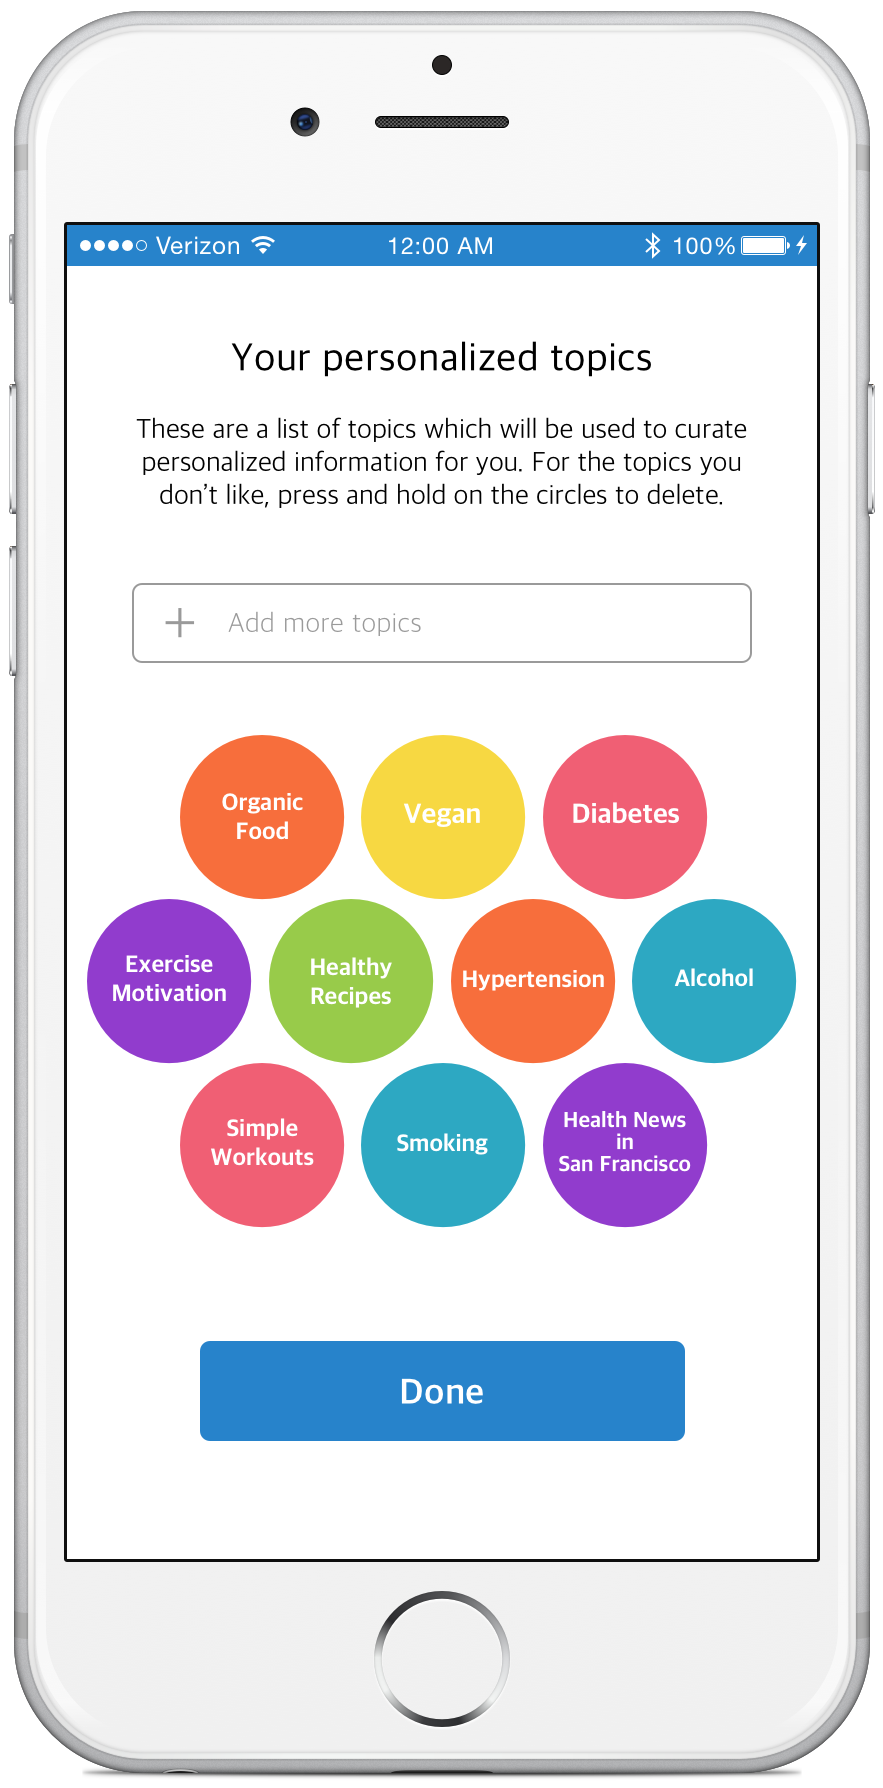 Verizon 12:00 AM 100%
Your personalized topics
These are a list of topics which will be used to curate
personalized information for you. For the topics you
don’t like, press and hold on the circles to delete.
Add more topics
Organic
Food
Vegan
Diabetes
Exercise
Motivation
Healthy
Recipes
Hypertension
Alcohol
Simple
Workouts
Smoking
Health News
in
San Francisco
Done